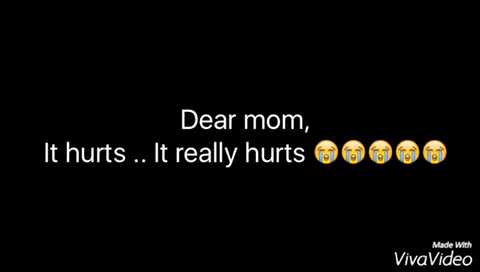 Dear mom,
It hurts .. It really hurts 😭😭😭😭😭
Made With
VivaVideo